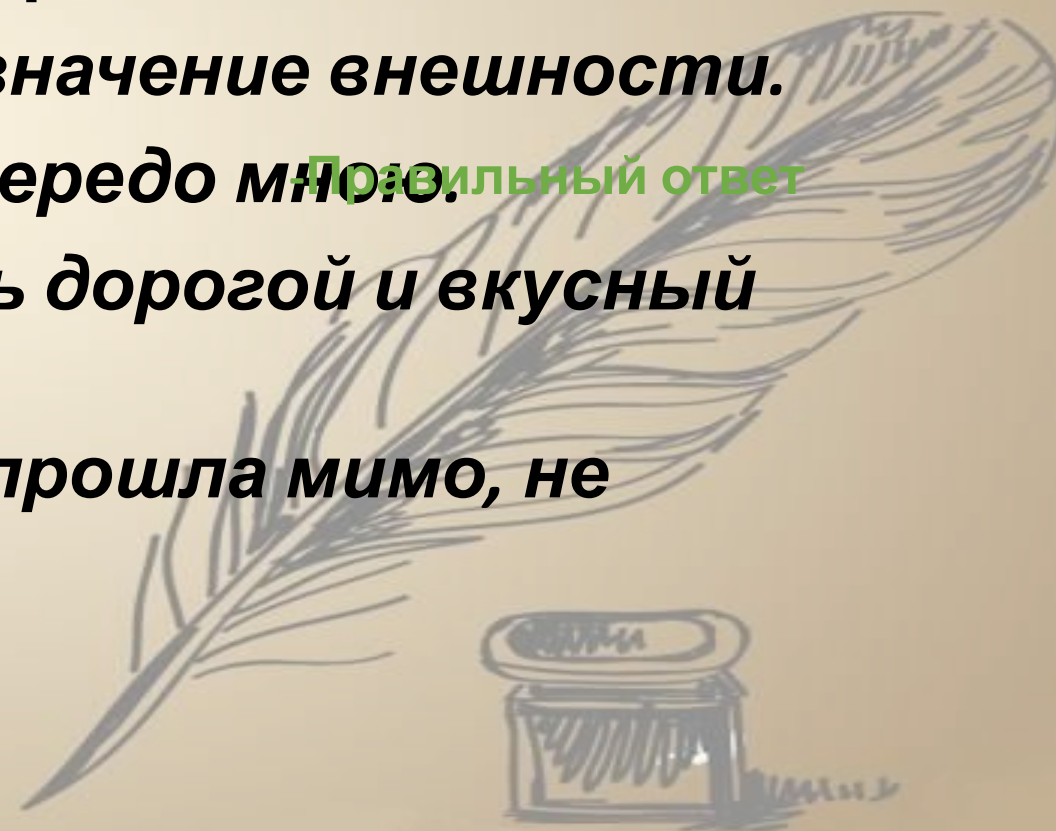 значение внешности.
ередо мною.
-Правильный ответ
ь дорогой и вкусный
прошла мимо, не